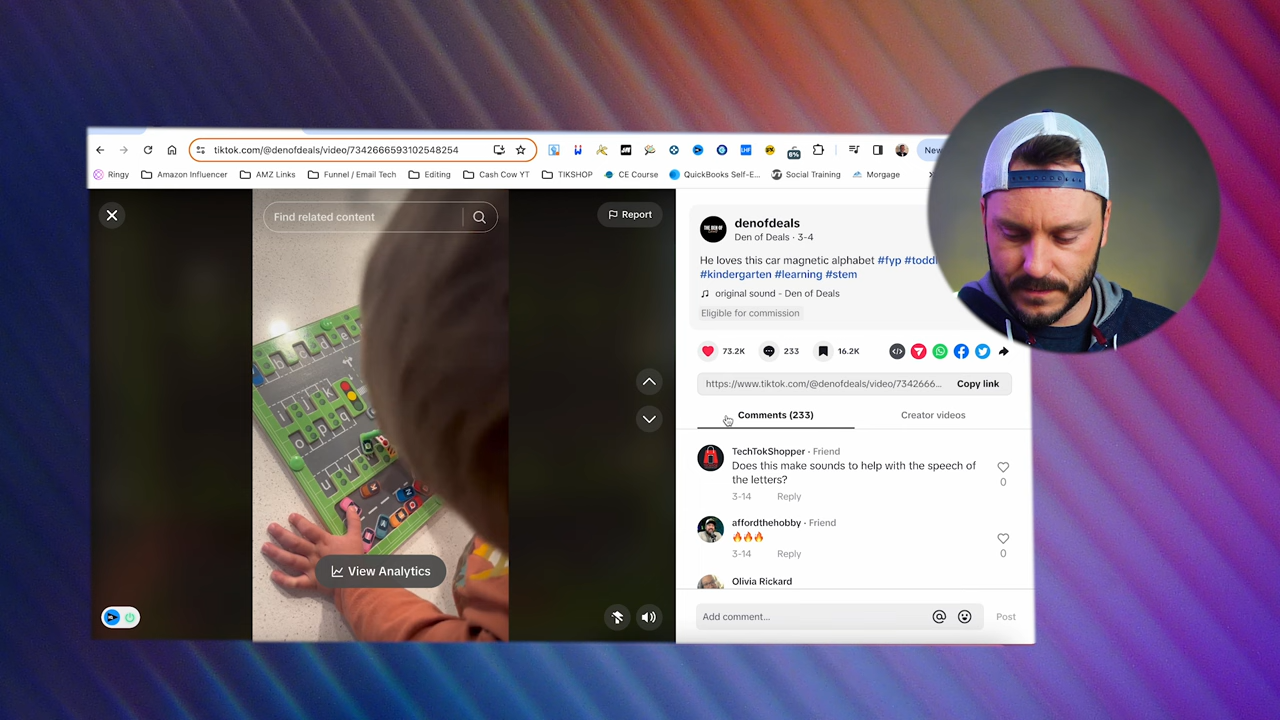 tiktok.com/@denofdeals/video/7342666593102548254
New
Ringy
Amazon Influencer
AMZ Links
Funnel / Email Tech
Editing
Cash Cow YT
TIKSHOP
CE Course
QuickBooks Self-E...
Social Training
Morgage
Find related content
Report
denofdeals
Den of Deals · 3-4
He loves this car magnetic alphabet #fyp #toddl
#kindergarten #learning #stem
original sound - Den of Deals
Eligible for commission
73.2K
233
16.2K
https://www.tiktok.com/@denofdeals/video/7342666...
Copy link
Comments (233)
Creator videos
TechTokShopper · Friend
Does this make sounds to help with the speech of
the letters?
3-14
Reply
0
affordthehobby · Friend
🔥🔥🔥
3-14
Reply
0
Olivia Rickard
View Analytics
Add comment...
Post